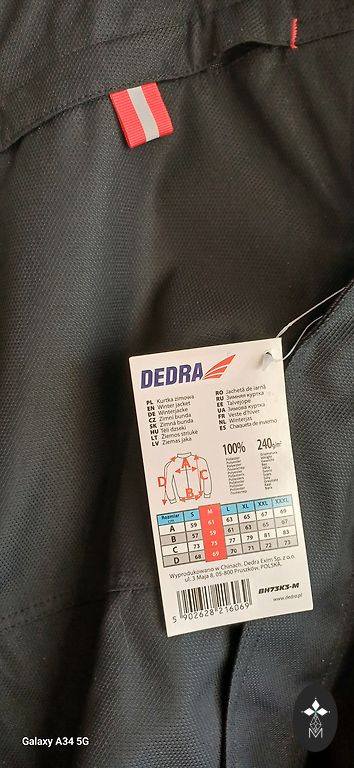 DEDRA
PL Kurtka zimowa
EN Winter jacket
DE Winterjacke
CZ Zimní bunda
SK Zimná bunda
HU Téli dzseki
LT Žiemos striukė
LV Ziemas jaka
RO Jachetă de iarnă
RU Зимняя куртка
EE Talvejope
UA Зимова куртка
FR Veste d'hiver
NL Winterjas
ES Chaqueta de invierno
100%
240g/m²
A
C
D
B
Rozmiar cm S M L XL XXL XXXL
A 59 61 63 65 67 69
B 57 59 61 63 65 67
C 73 75 77 79 81 83
D 68 69 70 71 72 73
Wyprodukowano w Chinach. Dedra Exim Sp. z o.o.
ul. 3 Maja 8, 05-800 Pruszków, POLSKA.
BH73K3-M
www.dedra.pl
5 902628 216069
Galaxy A34 5G
M